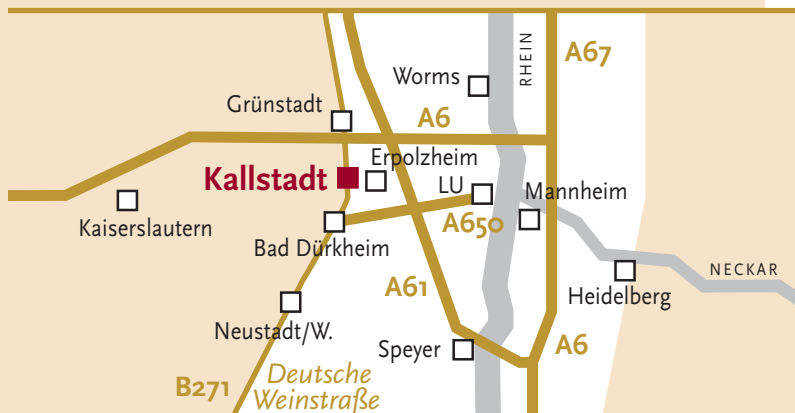 RHEIN
A67
Worms
Grünstadt
A6
Erpolzheim
Kallstadt
LU
Mannheim
Kaiserslautern
A650
Bad Dürkheim
NECKAR
A61
Heidelberg
Neustadt/W.
Speyer
A6
B271
Deutsche
Weinstraße